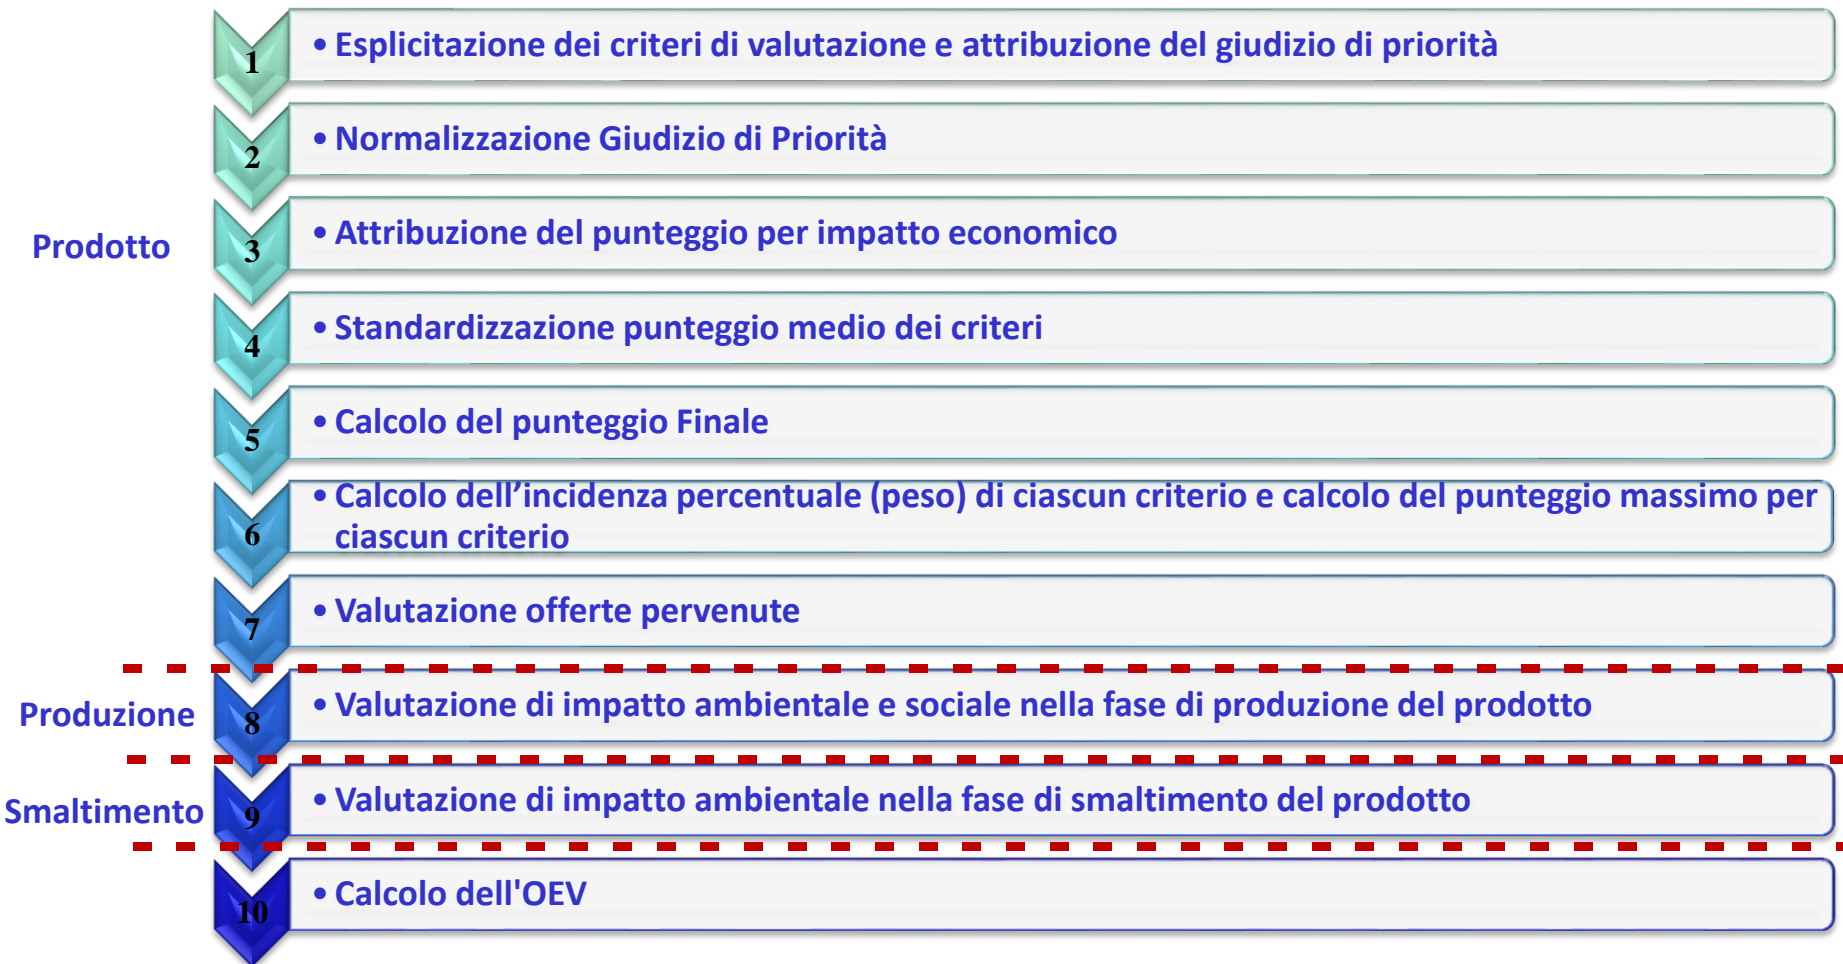 1
• Esplicitazione dei criteri di valutazione e attribuzione del giudizio di priorità
2
• Normalizzazione Giudizio di Priorità
Prodotto
3
• Attribuzione del punteggio per impatto economico
4
• Standardizzazione punteggio medio dei criteri
5
• Calcolo del punteggio Finale
6
• Calcolo dell’incidenza percentuale (peso) di ciascun criterio e calcolo del punteggio massimo per
ciascun criterio
7
• Valutazione offerte pervenute
Produzione
8
• Valutazione di impatto ambientale e sociale nella fase di produzione del prodotto
Smaltimento
9
• Valutazione di impatto ambientale nella fase di smaltimento del prodotto
10
• Calcolo dell'OEV